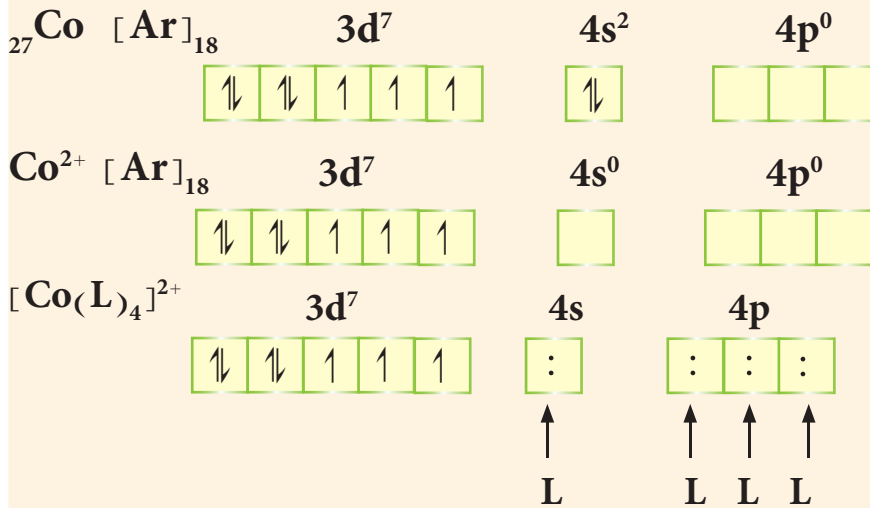 ₂₇Co [Ar]₁₈ 3d⁷ 4s² 4p⁰
⇅ ⇅ ↿ ↿ ↿ ⇅
Co²⁺ [Ar]₁₈ 3d⁷ 4s⁰ 4p⁰
⇅ ⇅ ↿ ↿ ↿
[Co(L)₄]²⁺ 3d⁷ 4s 4p
⇅ ⇅ ↿ ↿ ↿ : : : :
L L L L